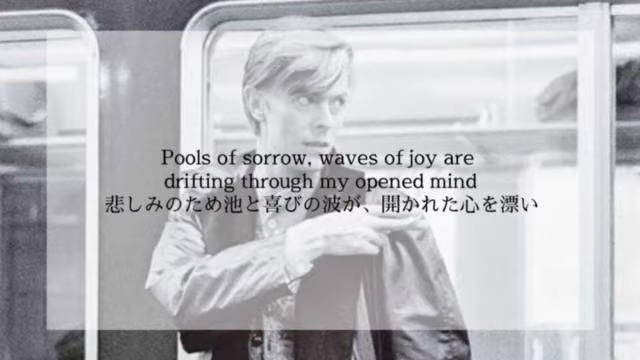 Pools of sorrow, waves of joy are
drifting through my opened mind
悲しみのため池と喜びの波が、開かれた心を漂い